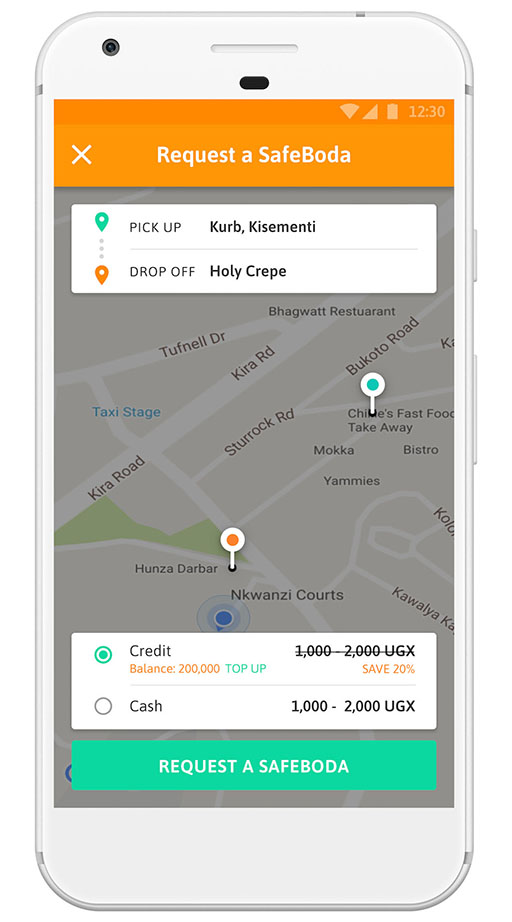 12:30
Request a SafeBoda
PICK UP Kurb, Kisementi
DROP OFF Holy Crepe
Bhagwatt Restuarant
Tufnell Dr
Kira Rd
Bukoto Road
Ka
Taxi Stage
Sturrock Rd
Fast Food
Take Away
Mokka
Bistro
Kira Road
Yammies
Kolo
Hunza Darbar
Nkwanzi Courts
Kawalya Ka
Credit 1,000 - 2,000 UGX
Balance: 200,000 TOP UP SAVE 20%
Cash 1,000 - 2,000 UGX
REQUEST A SAFEBODA